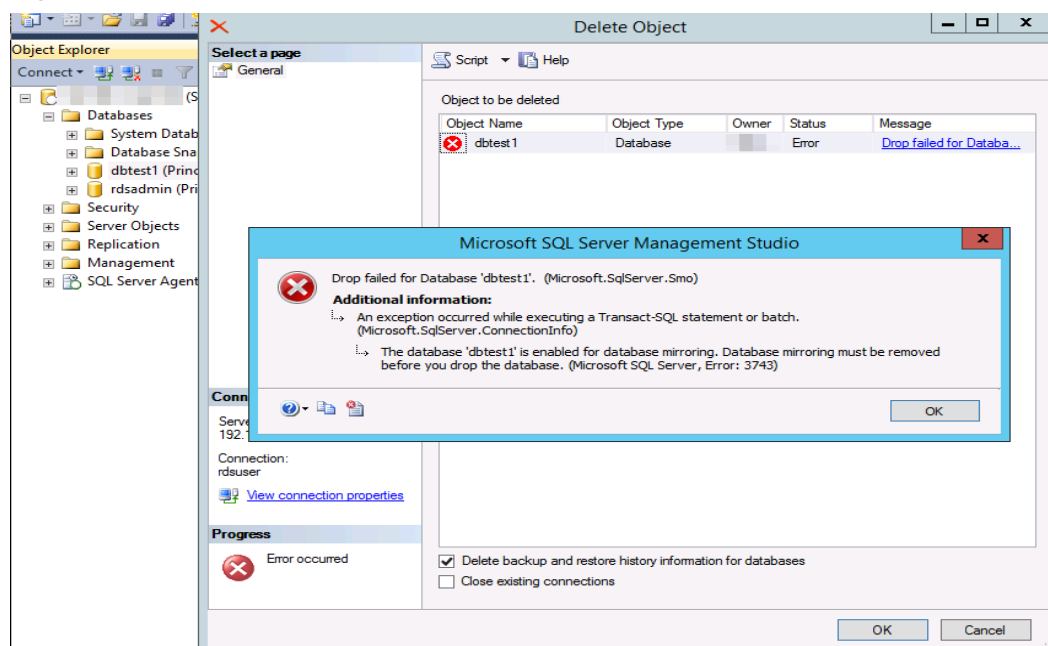 Delete Object
Object Explorer
Connect
(S
Databases
System Datab
Database Sna
dbtest1 (Princ
rdsadmin (Pri
Security
Server Objects
Replication
Management
SQL Server Agent
Select a page
General
Script
Help
Object to be deleted
Object Name Object Type Owner Status Message
dbtest1 Database Error Drop failed for Databa...
Microsoft SQL Server Management Studio
Drop failed for Database 'dbtest1'. (Microsoft.SqlServer.Smo)
Additional information:
An exception occurred while executing a Transact-SQL statement or batch.
(Microsoft.SqlServer.ConnectionInfo)
The database 'dbtest1' is enabled for database mirroring. Database mirroring must be removed
before you drop the database. (Microsoft SQL Server, Error: 3743)
OK
Conn
Serve
192.
Connection:
rdsuser
View connection properties
Progress
Error occurred
Delete backup and restore history information for databases
Close existing connections
OK Cancel